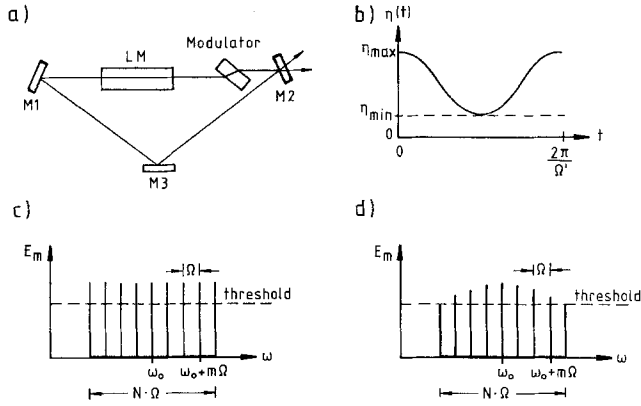 a)
LM
Modulator
M1
M2
M3
b) η(t)
ηmax
ηmin
0
0
t
2π
Ω'
c)
Em
Ω
threshold
ω
ω₀
ω₀+mΩ
N·Ω
d)
Em
Ω
threshold
ω
ω₀
ω₀+mΩ
N·Ω